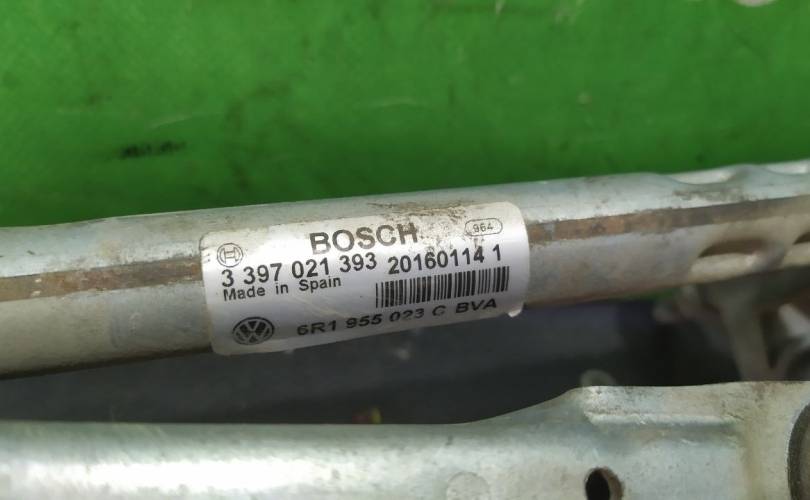 BOSCH
964
3 397 021 393 20160114 1
Made in Spain
6R1 955 023 C BVA